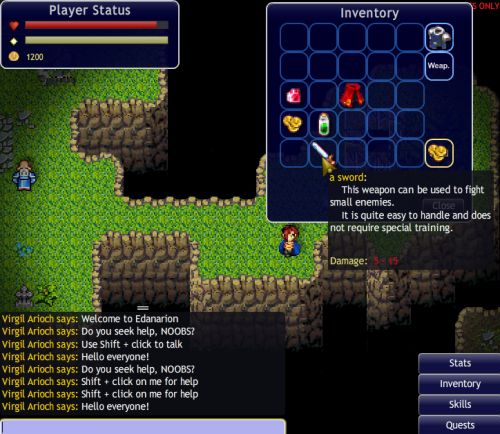 Player Status
1200
Inventory
S ONLY
Weap.
a sword:
This weapon can be used to fight
small enemies.
It is quite easy to handle and does
not require special training.
Damage: 5 - 15
Close
Virgil Arioch says: Welcome to Edanarion
Virgil Arioch says: Do you seek help, NOOBS?
Virgil Arioch says: Use Shift + click to talk
Virgil Arioch says: Hello everyone!
Virgil Arioch says: Do you seek help, NOOBS?
Virgil Arioch says: Shift + click on me for help
Virgil Arioch says: Shift + click on me for help
Virgil Arioch says: Hello everyone!
Stats
Inventory
Skills
Quests